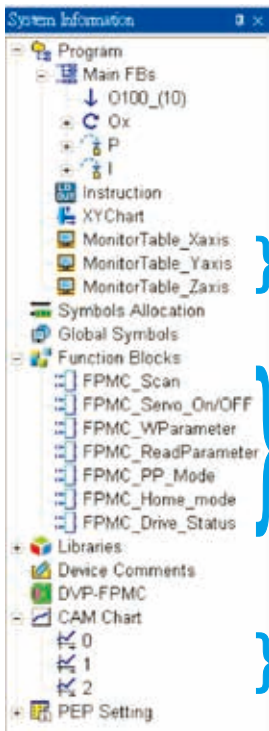 System Information
Program
Main FBs
O100_(10)
Ox
P
I
Instruction
XYChart
MonitorTable_Xaxis
MonitorTable_Yaxis
MonitorTable_Zaxis
Symbols Allocation
Global Symbols
Function Blocks
FPMC_Scan
FPMC_Servo_On/OFF
FPMC_WParameter
FPMC_ReadParameter
FPMC_PP_Mode
FPMC_Home_mode
FPMC_Drive_Status
Libraries
Device Comments
DVP-FPMC
CAM Chart
0
1
2
PEP Setting